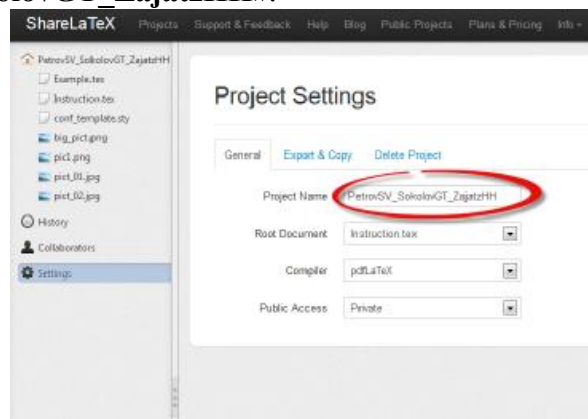 ShareLaTeX Projects Support & Feedback Help Blog Public Projects Plans & Pricing Info
PetrovSV_SokolovGT_ZajatzHH
Example.tex
Instruction.tex
conf_template.sty
big_pict.png
pic1.png
pict_01.jpg
pict_02.jpg
History
Collaborators
Settings
Project Settings
General Export & Copy Delete Project
Project Name PetrovSV_SokolovGT_ZajatzHH
Root Document Instruction.tex
Compiler pdfLaTeX
Public Access Private